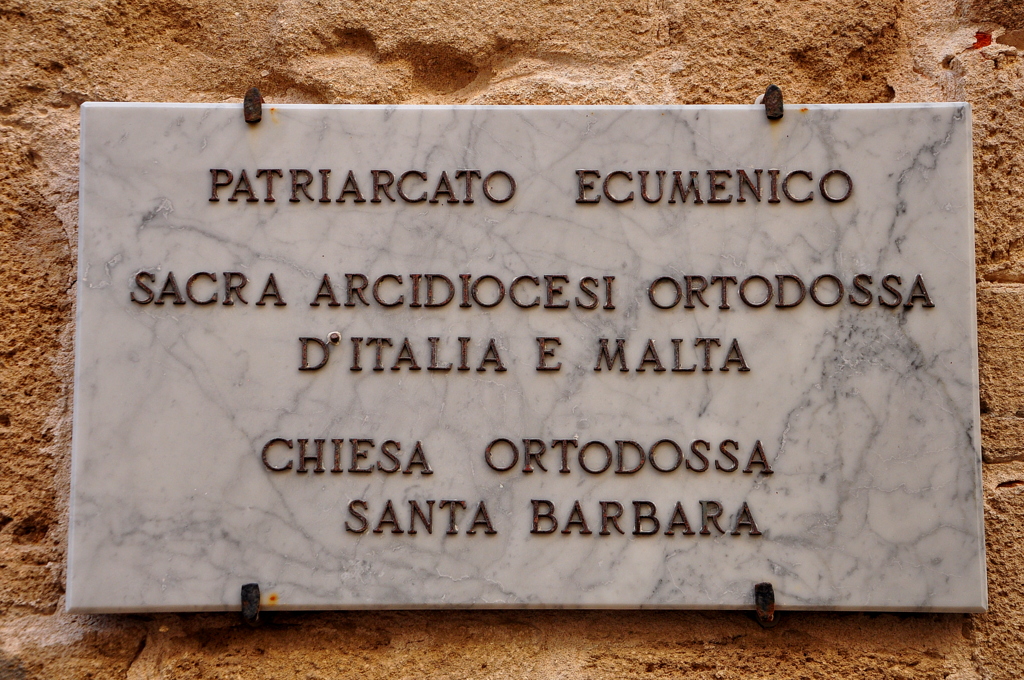 PATRIARCATO ECUMENICO
SACRA ARCIDIOCESI ORTODOSSA
D'ITALIA E MALTA
CHIESA ORTODOSSA
SANTA BARBARA